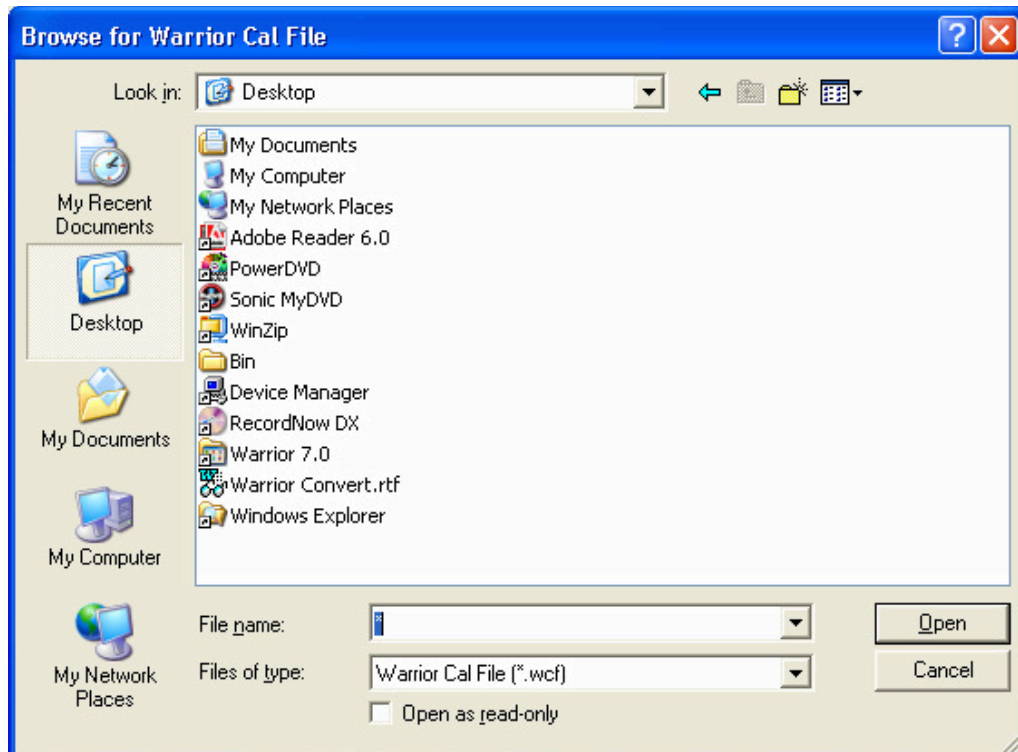 Browse for Warrior Cal File
Look in:
Desktop
My Recent
Documents
Desktop
My Documents
My Computer
My Network
Places
My Documents
My Computer
My Network Places
Adobe Reader 6.0
PowerDVD
Sonic MyDVD
WinZip
Bin
Device Manager
RecordNow DX
Warrior 7.0
Warrior Convert.rtf
Windows Explorer
File name:
*
Open
Files of type:
Warrior Cal File (*.wcf)
Cancel
Open as read-only